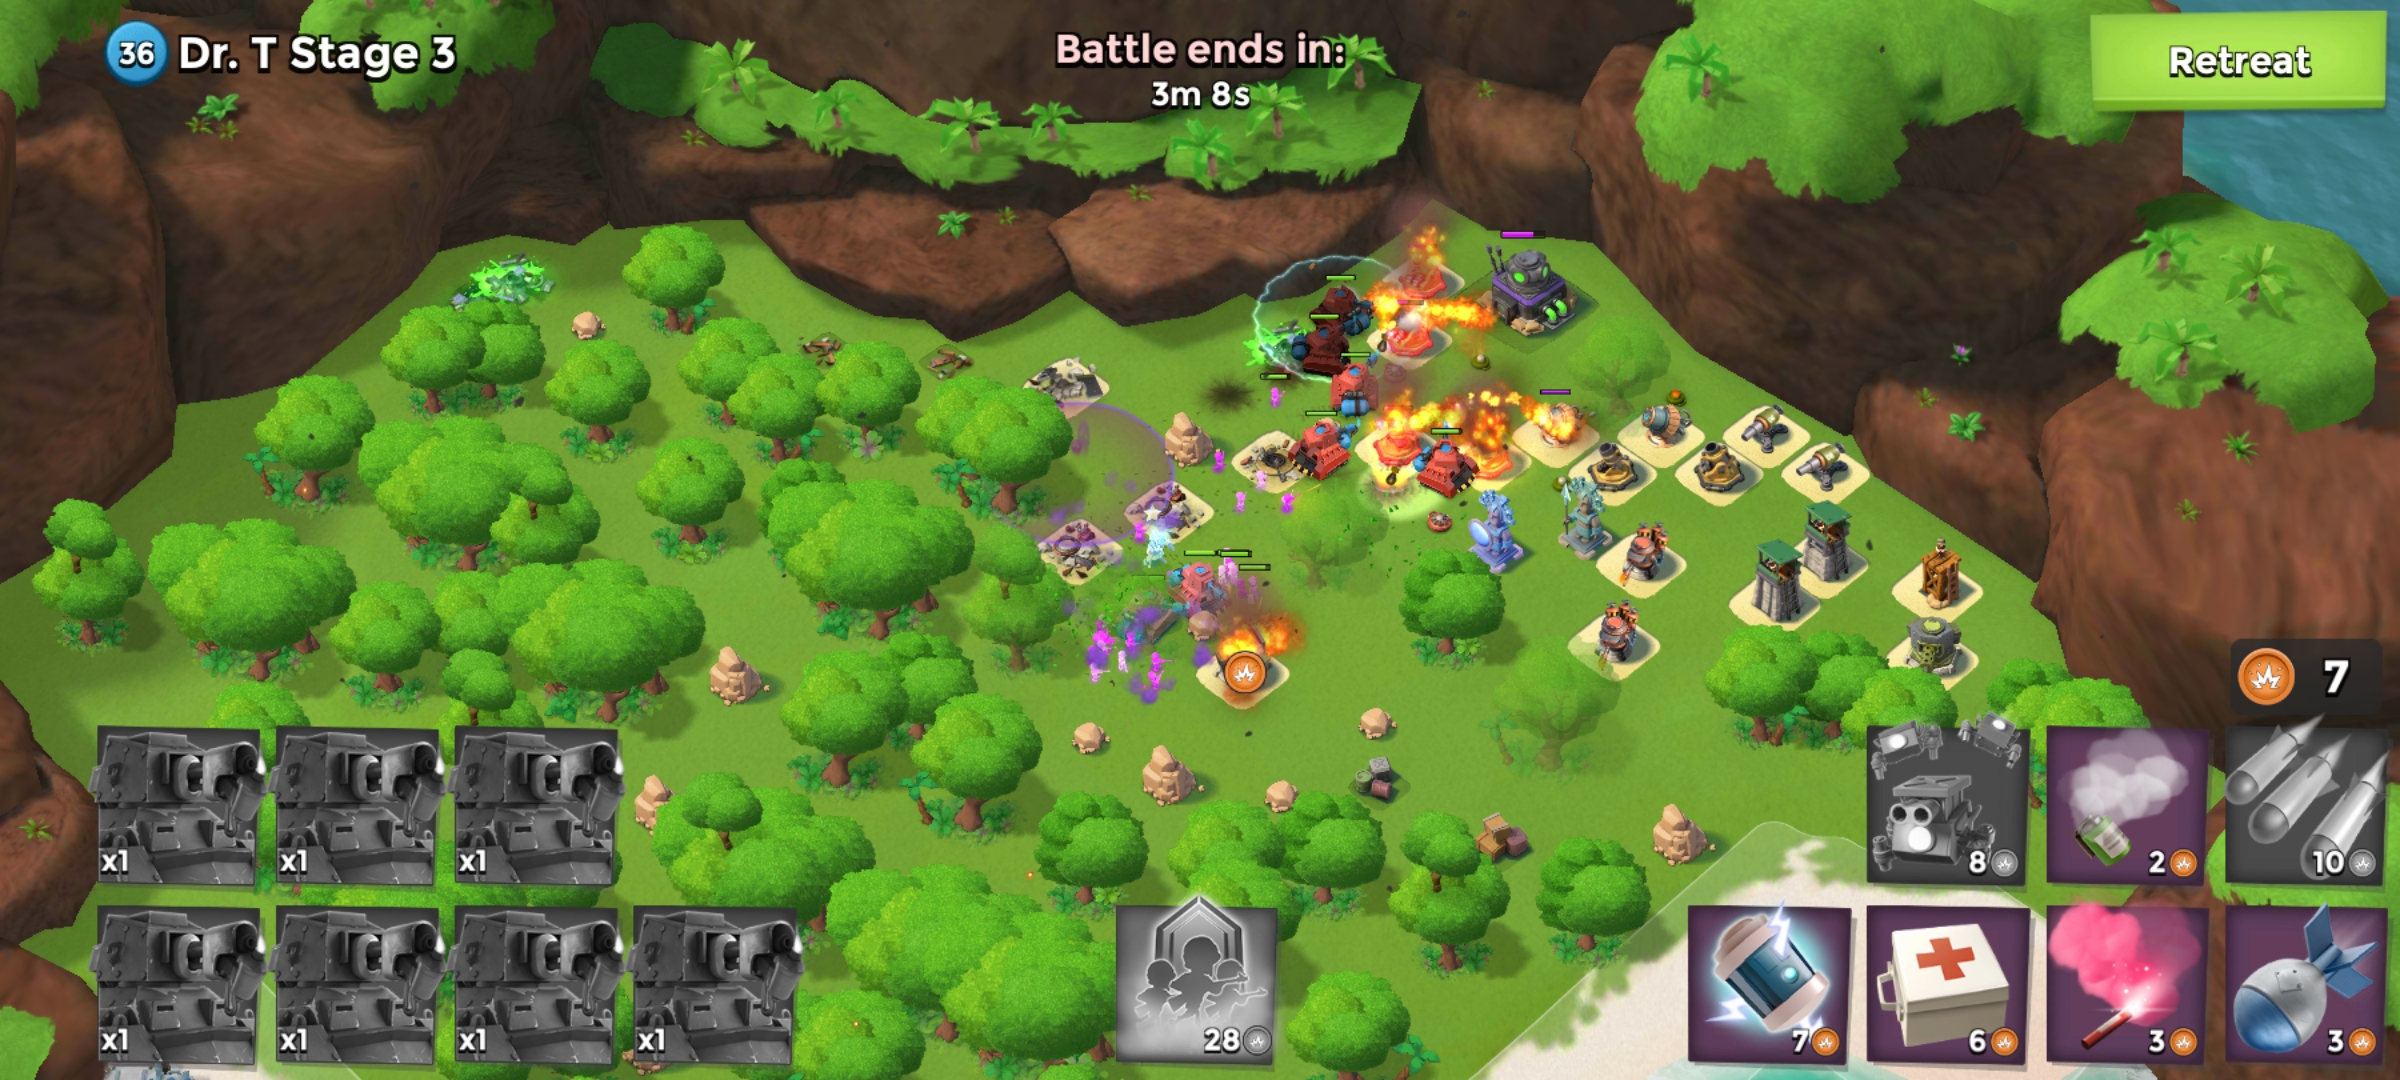 36 Dr. T Stage 3
Battle ends in:
3m 8s
Retreat
7
x1
x1
x1
8
2
10
x1
x1
x1
x1
28
7
6
3
3